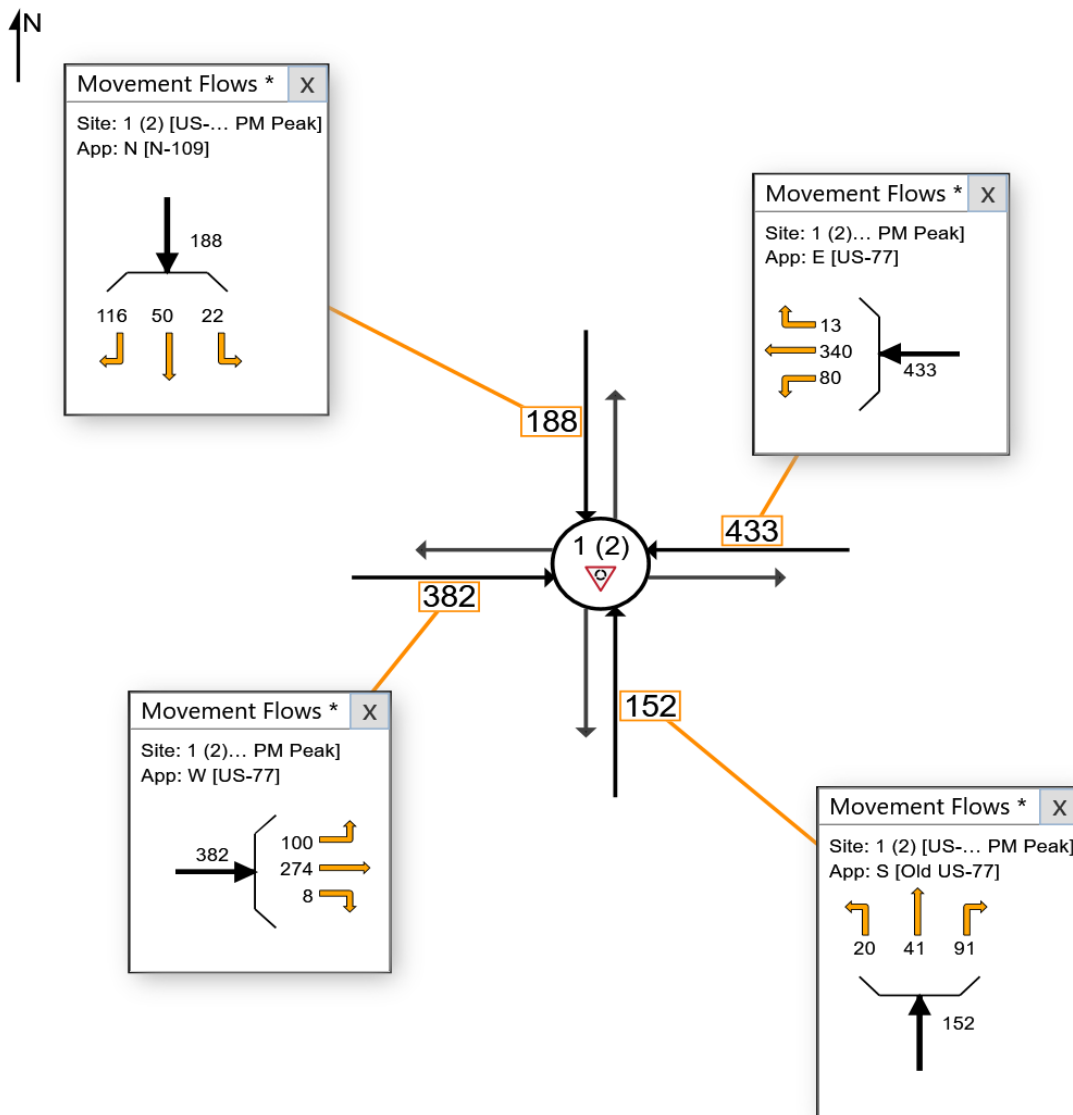 N
Movement Flows * X
Site: 1 (2) [US-... PM Peak]
App: N [N-109]
188
116 50 22
Movement Flows * X
Site: 1 (2)... PM Peak]
App: E [US-77]
13
340
80
433
188
433
1 (2)
382
152
Movement Flows * X
Site: 1 (2)... PM Peak]
App: W [US-77]
382
100
274
8
Movement Flows * X
Site: 1 (2) [US-... PM Peak]
App: S [Old US-77]
20 41 91
152